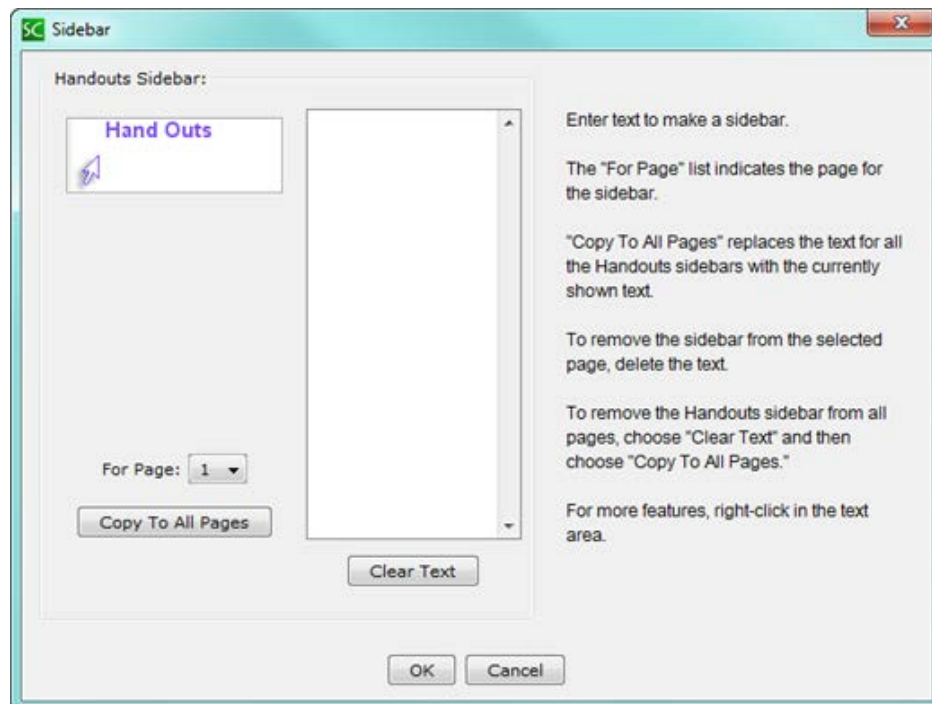 SC Sidebar
Handouts Sidebar:
Hand Outs
For Page: 1
Copy To All Pages
Clear Text
Enter text to make a sidebar.
The "For Page" list indicates the page for
the sidebar.
"Copy To All Pages" replaces the text for all
the Handouts sidebars with the currently
shown text.
To remove the sidebar from the selected
page, delete the text.
To remove the Handouts sidebar from all
pages, choose "Clear Text" and then
choose "Copy To All Pages."
For more features, right-click in the text
area.
OK Cancel